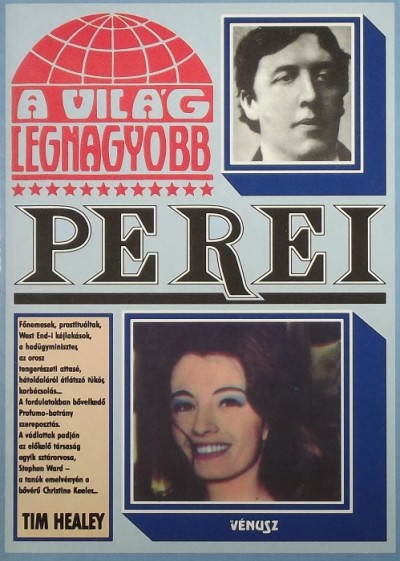 A VILÁG
LEGNAGYOBB
PEREI
Főnemesek, prostituáltak,
West End-i kéjlakások,
a hadügyminiszter,
az orosz
tengerészeti attasé,
hátoldaláról átlátszó tükör,
korbácsolás...
A fordulatokban bővelkedő
Profumo-botrány
szereposztás.
A vádlottak padján
az előkelő társaság
egyik sztárorvosa,
Stephen Ward –
a tanúk emelvényén a
bővérű Christine Keeler...
TIM HEALEY
VÉNUSZ